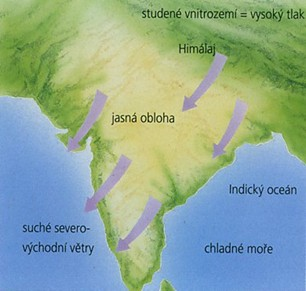 studené vnitrozemí = vysoký tlak
Himálaj
jasná obloha
Indický oceán
suché severo-
východní větry
chladné moře